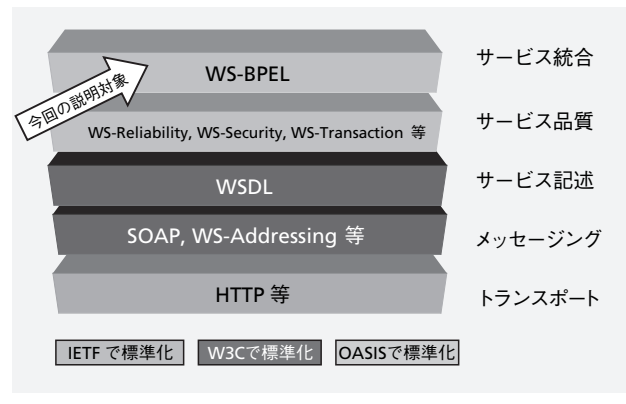 サービス統合
WS-BPEL
今回の説明対象
サービス品質
WS-Reliability, WS-Security, WS-Transaction 等
サービス記述
WSDL
メッセージング
SOAP, WS-Addressing 等
トランスポート
HTTP 等
IETF で標準化
W3Cで標準化
OASISで標準化